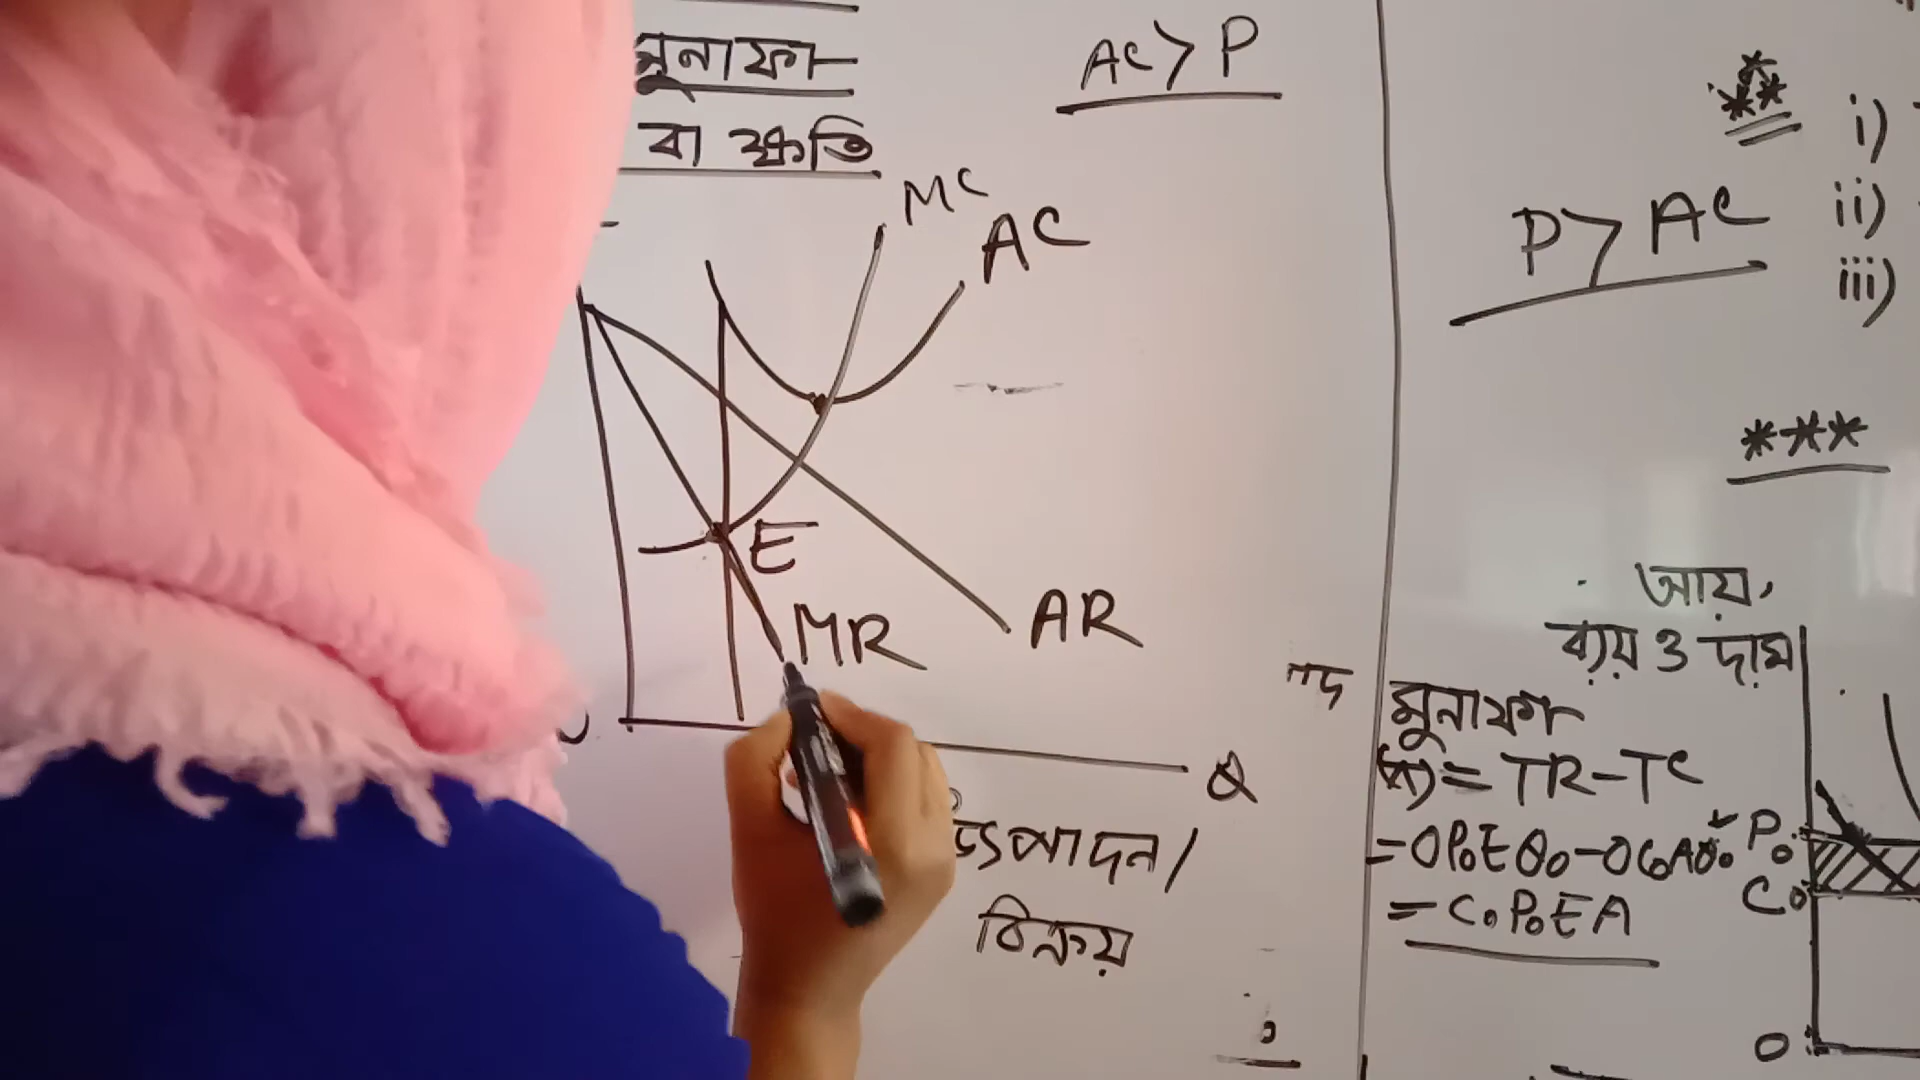 মুনাফা
বা ক্ষতি
AC > P
MC
AC
E
MR
AR
Q
উৎপাদন/
বিক্রয়
***
i)
ii)
iii)
P > AC
***
আয়,
ব্যয় ও দাম
মুনাফা
= TR - TC
= OP₀EQ₀ - OC₀AQ₀
= C₀P₀EA
P₀
C₀
O